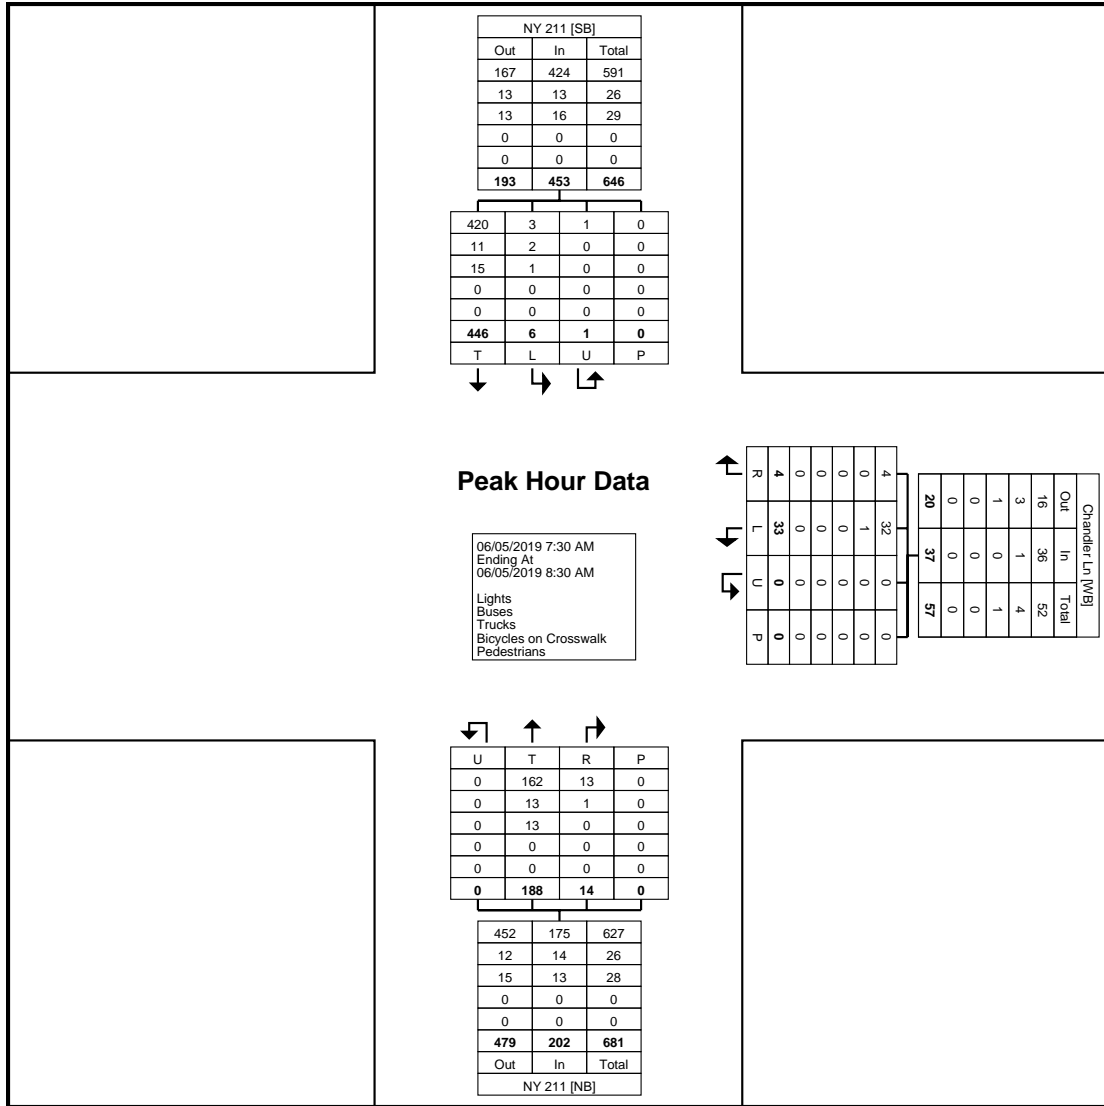 NY 211 [SB]
Out In Total
167 424 591
13 13 26
13 16 29
0 0 0
0 0 0
193 453 646
420 3 1 0
11 2 0 0
15 1 0 0
0 0 0 0
0 0 0 0
446 6 1 0
T L U P
Peak Hour Data
06/05/2019 7:30 AM
Ending At
06/05/2019 8:30 AM
Lights
Buses
Trucks
Bicycles on Crosswalk
Pedestrians
Chandler Ln [WB]
Out In Total
16 36 52
3 1 4
1 0 1
0 0 0
0 0 0
20 37 57
4 32 0 0
0 1 0 0
0 0 0 0
0 0 0 0
0 0 0 0
4 33 0 0
R L U P
U T R P
0 162 13 0
0 13 1 0
0 13 0 0
0 0 0 0
0 0 0 0
0 188 14 0
452 175 627
12 14 26
15 13 28
0 0 0
0 0 0
479 202 681
Out In Total
NY 211 [NB]